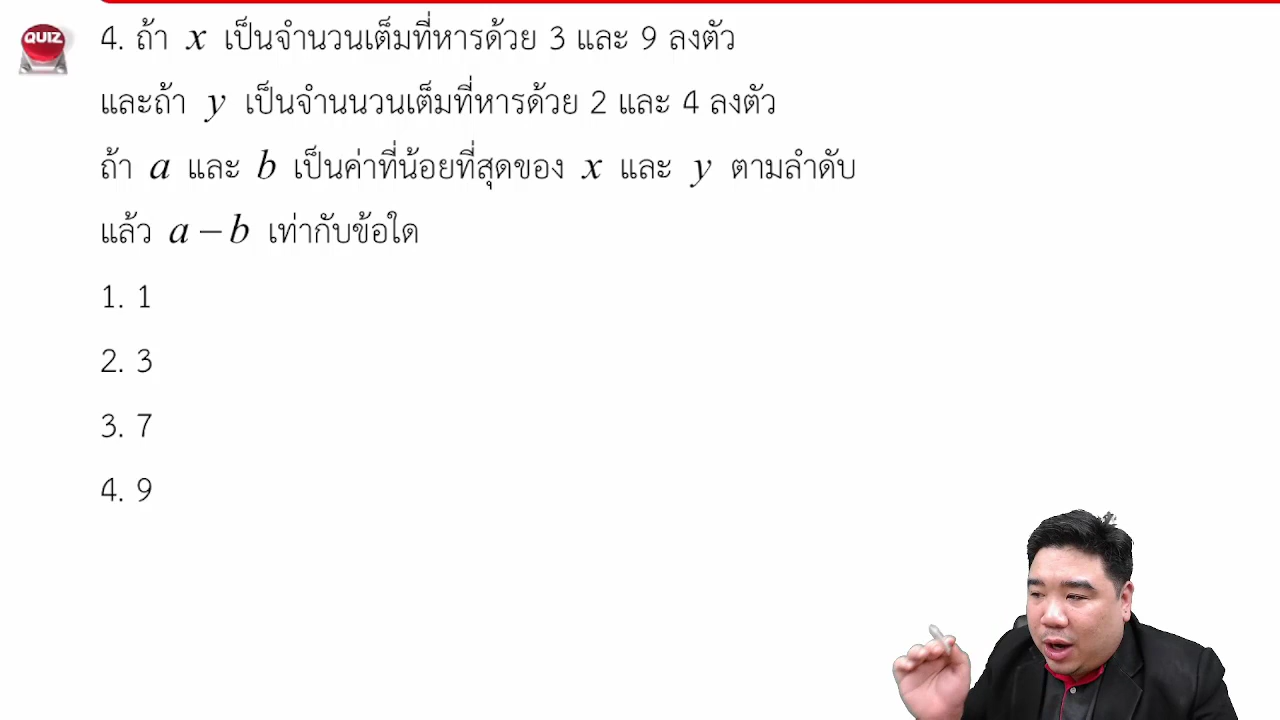 QUIZ
4. ถ้า x เป็นจำนวนเต็มที่หารด้วย 3 และ 9 ลงตัว
และถ้า y เป็นจำนนวนเต็มที่หารด้วย 2 และ 4 ลงตัว
ถ้า a และ b เป็นค่าที่น้อยที่สุดของ x และ y ตามลำดับ
แล้ว a – b เท่ากับข้อใด
1. 1
2. 3
3. 7
4. 9